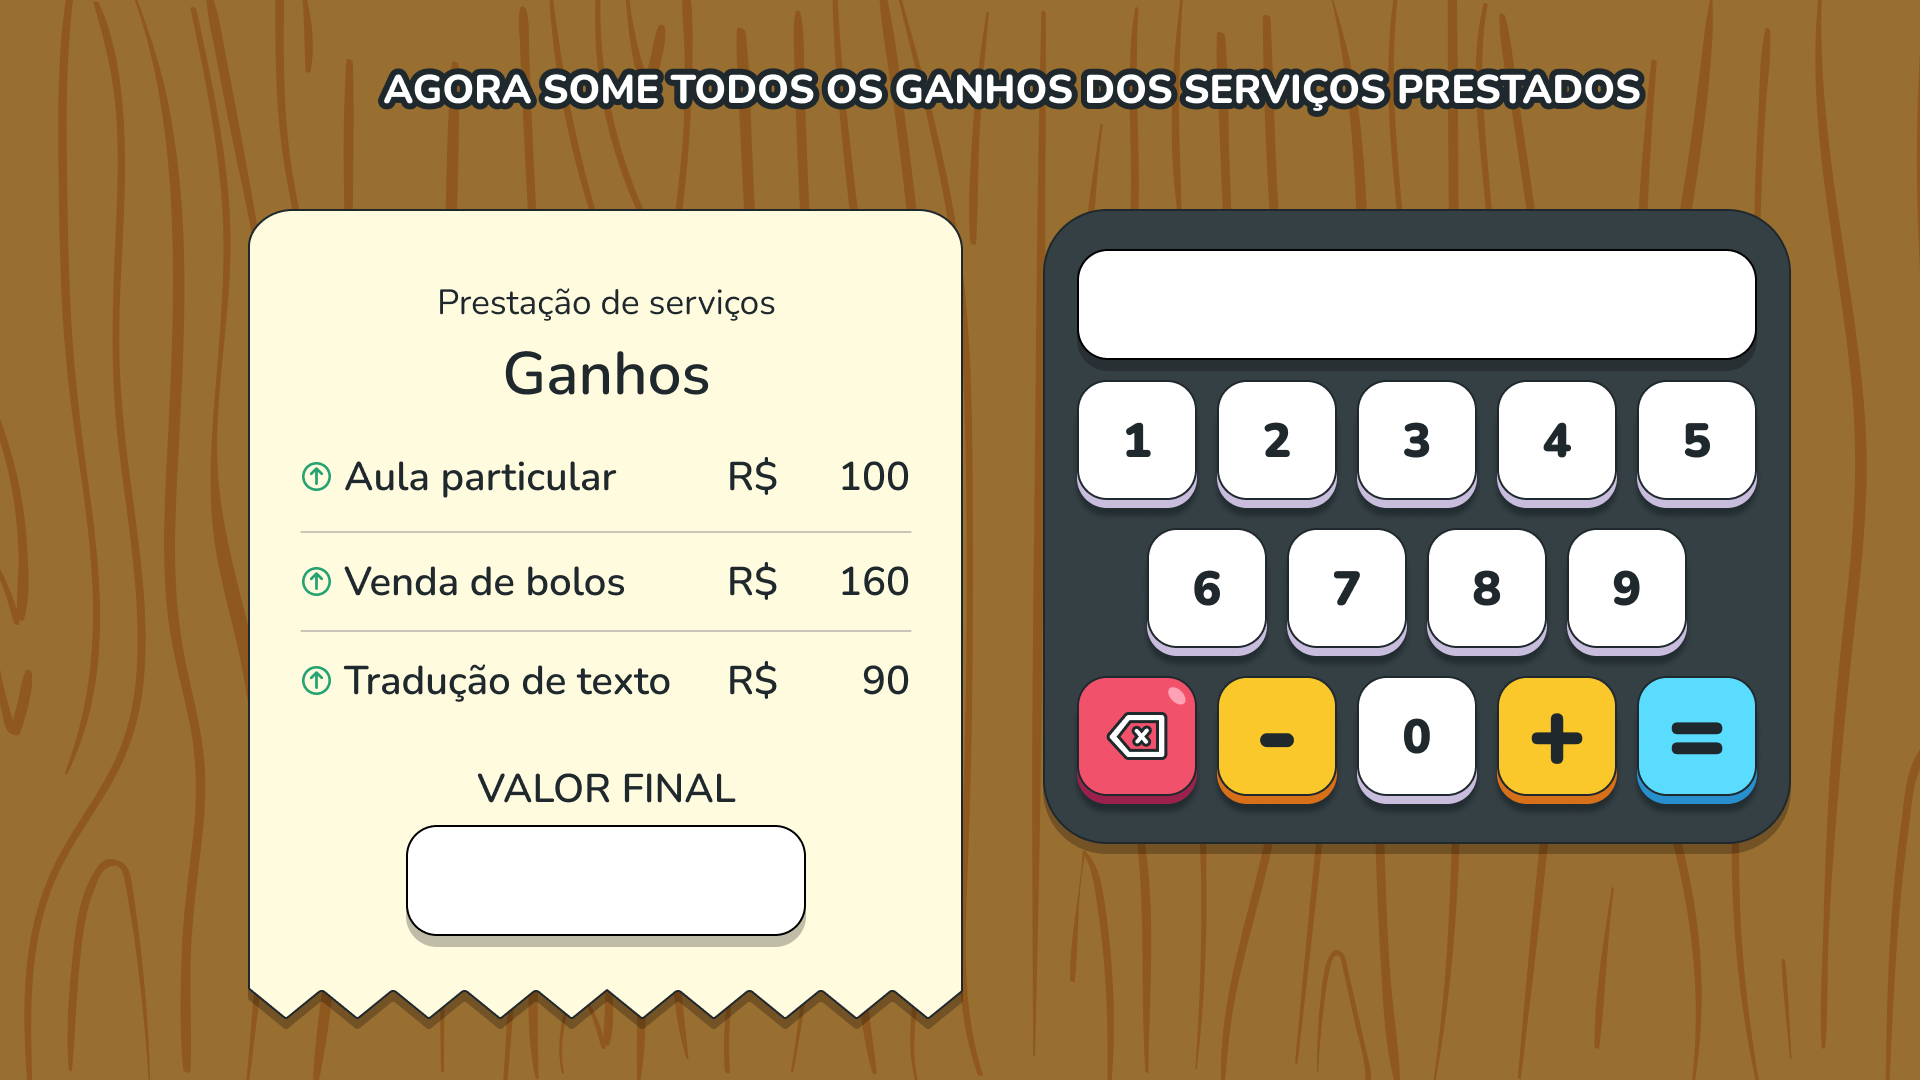 AGORA SOME TODOS OS GANHOS DOS SERVIÇOS PRESTADOS
Prestação de serviços
Ganhos
Aula particular R$ 100
Venda de bolos R$ 160
Tradução de texto R$ 90
VALOR FINAL
1 2 3 4 5
6 7 8 9
- 0 + =